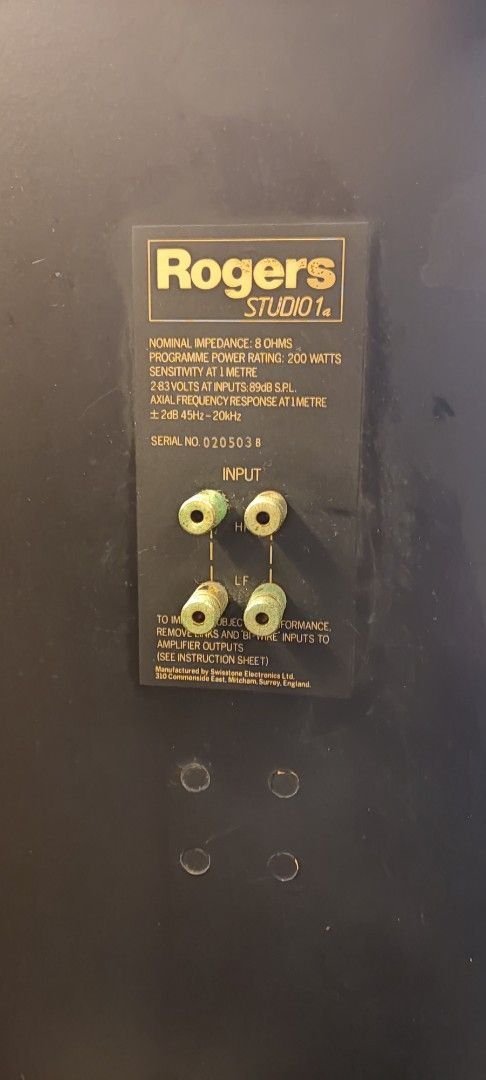 Rogers
STUDIO 1a
NOMINAL IMPEDANCE: 8 OHMS
PROGRAMME POWER RATING: 200 WATTS
SENSITIVITY AT 1 METRE
2·83 VOLTS AT INPUTS: 89dB S.P.L.
AXIAL FREQUENCY RESPONSE AT 1 METRE
± 2dB 45Hz – 20kHz
SERIAL NO. 020503 B
INPUT
LF
TO
REMOVE LINKS AND 'BI-WIRE' INPUTS TO
AMPLIFIER OUTPUTS
(SEE INSTRUCTION SHEET)
Manufactured by Swisstone Electronics Ltd.
310 Commonside East, Mitcham, Surrey, England.